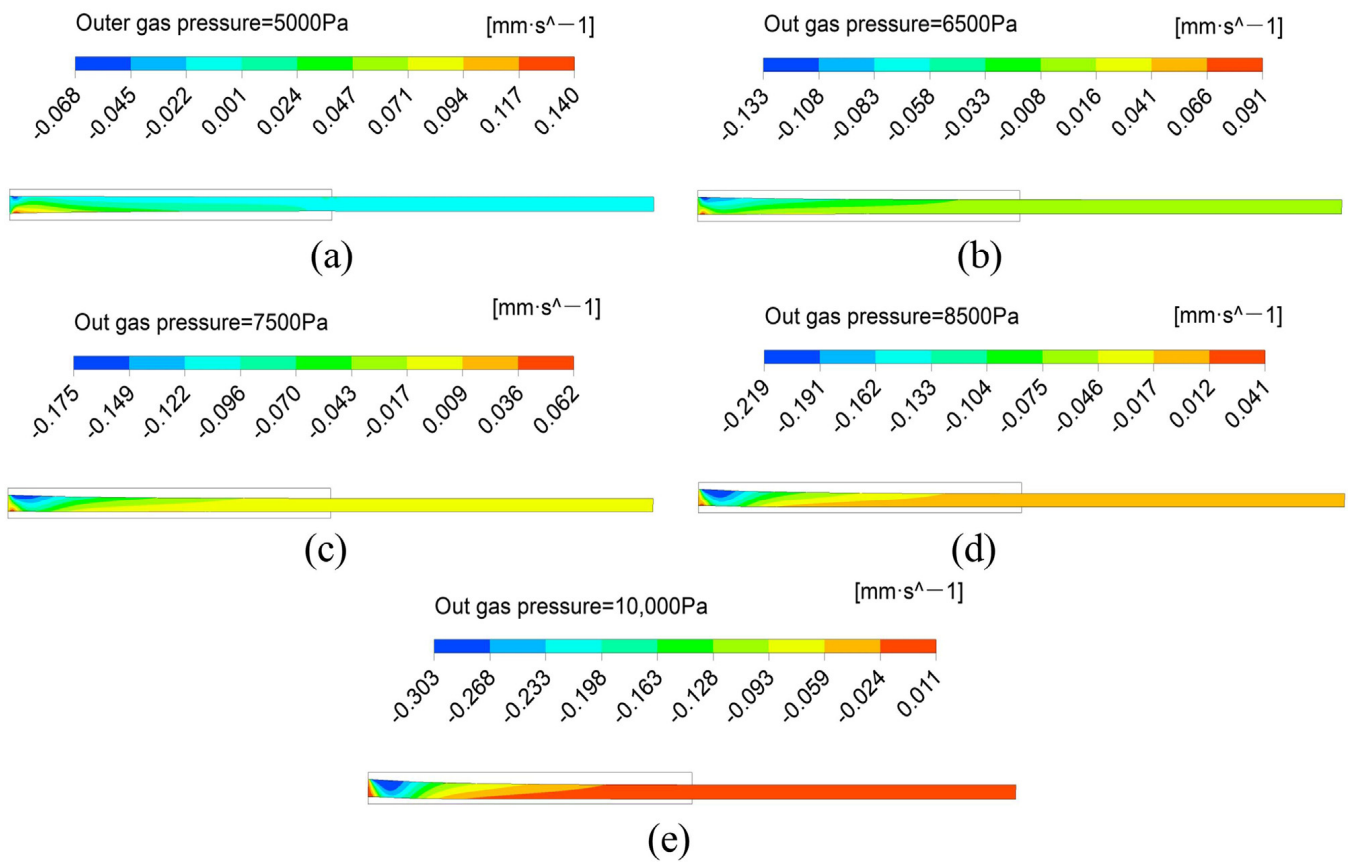 Outer gas pressure=5000Pa [mm·s^−1]
-0.068 -0.045 -0.022 0.001 0.024 0.047 0.071 0.094 0.117 0.140
(a)
Out gas pressure=6500Pa [mm·s^−1]
-0.133 -0.108 -0.083 -0.058 -0.033 -0.008 0.016 0.041 0.066 0.091
(b)
Out gas pressure=7500Pa [mm·s^−1]
-0.175 -0.149 -0.122 -0.096 -0.070 -0.043 -0.017 0.009 0.036 0.062
(c)
Out gas pressure=8500Pa [mm·s^−1]
-0.219 -0.191 -0.162 -0.133 -0.104 -0.075 -0.046 -0.017 0.012 0.041
(d)
Out gas pressure=10,000Pa [mm·s^−1]
-0.303 -0.268 -0.233 -0.198 -0.163 -0.128 -0.093 -0.059 -0.024 0.011
(e)